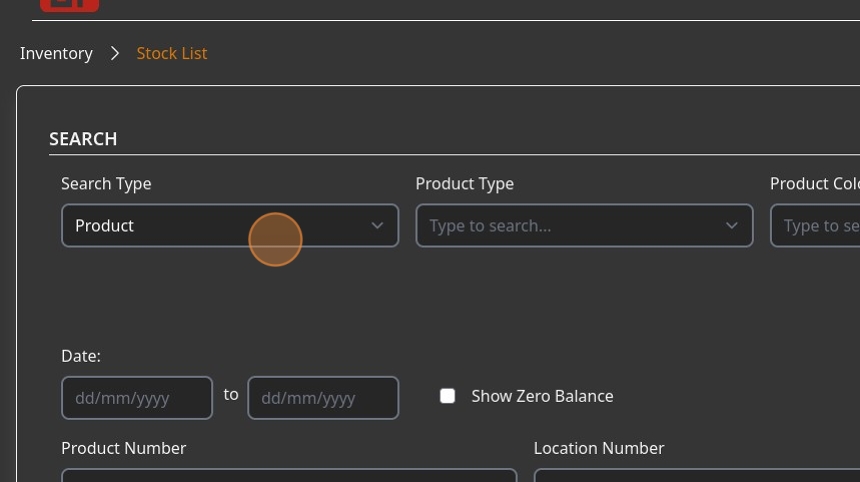 Inventory > Stock List
SEARCH
Search Type Product Type Product Colo
Product Type to search... Type to se
Date:
dd/mm/yyyy to dd/mm/yyyy Show Zero Balance
Product Number Location Number